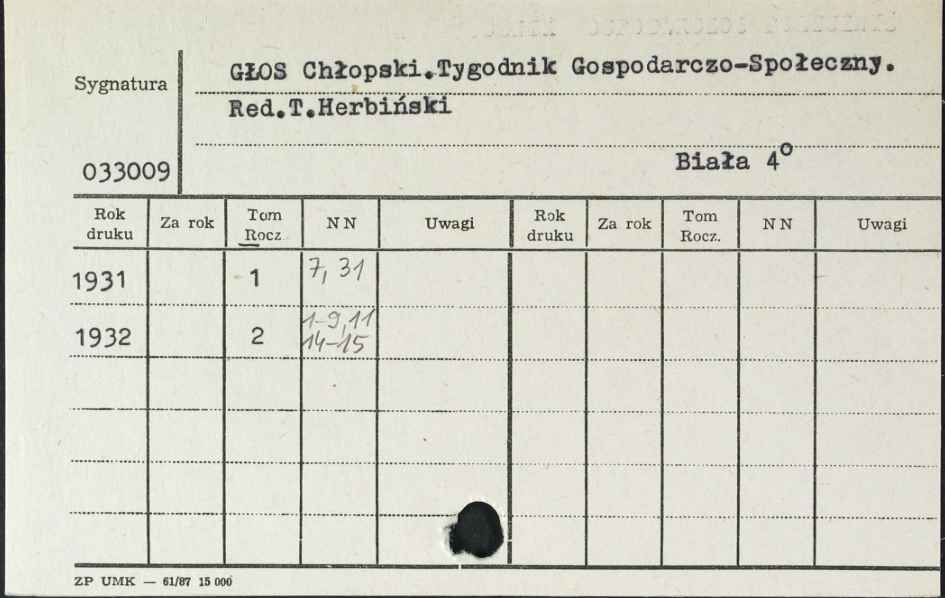 GŁOS Chłopski.Tygodnik Gospodarczo-Społeczny.
Sygnatura
Red.T.Herbiński
033009
Biała 4°
Rok druku Za rok Tom Rocz N N Uwagi Rok druku Za rok Tom Rocz. N N Uwagi
1931 1 7, 31
1932 2 1-9, 11
14-15
ZP UMK — 61/87 15 000